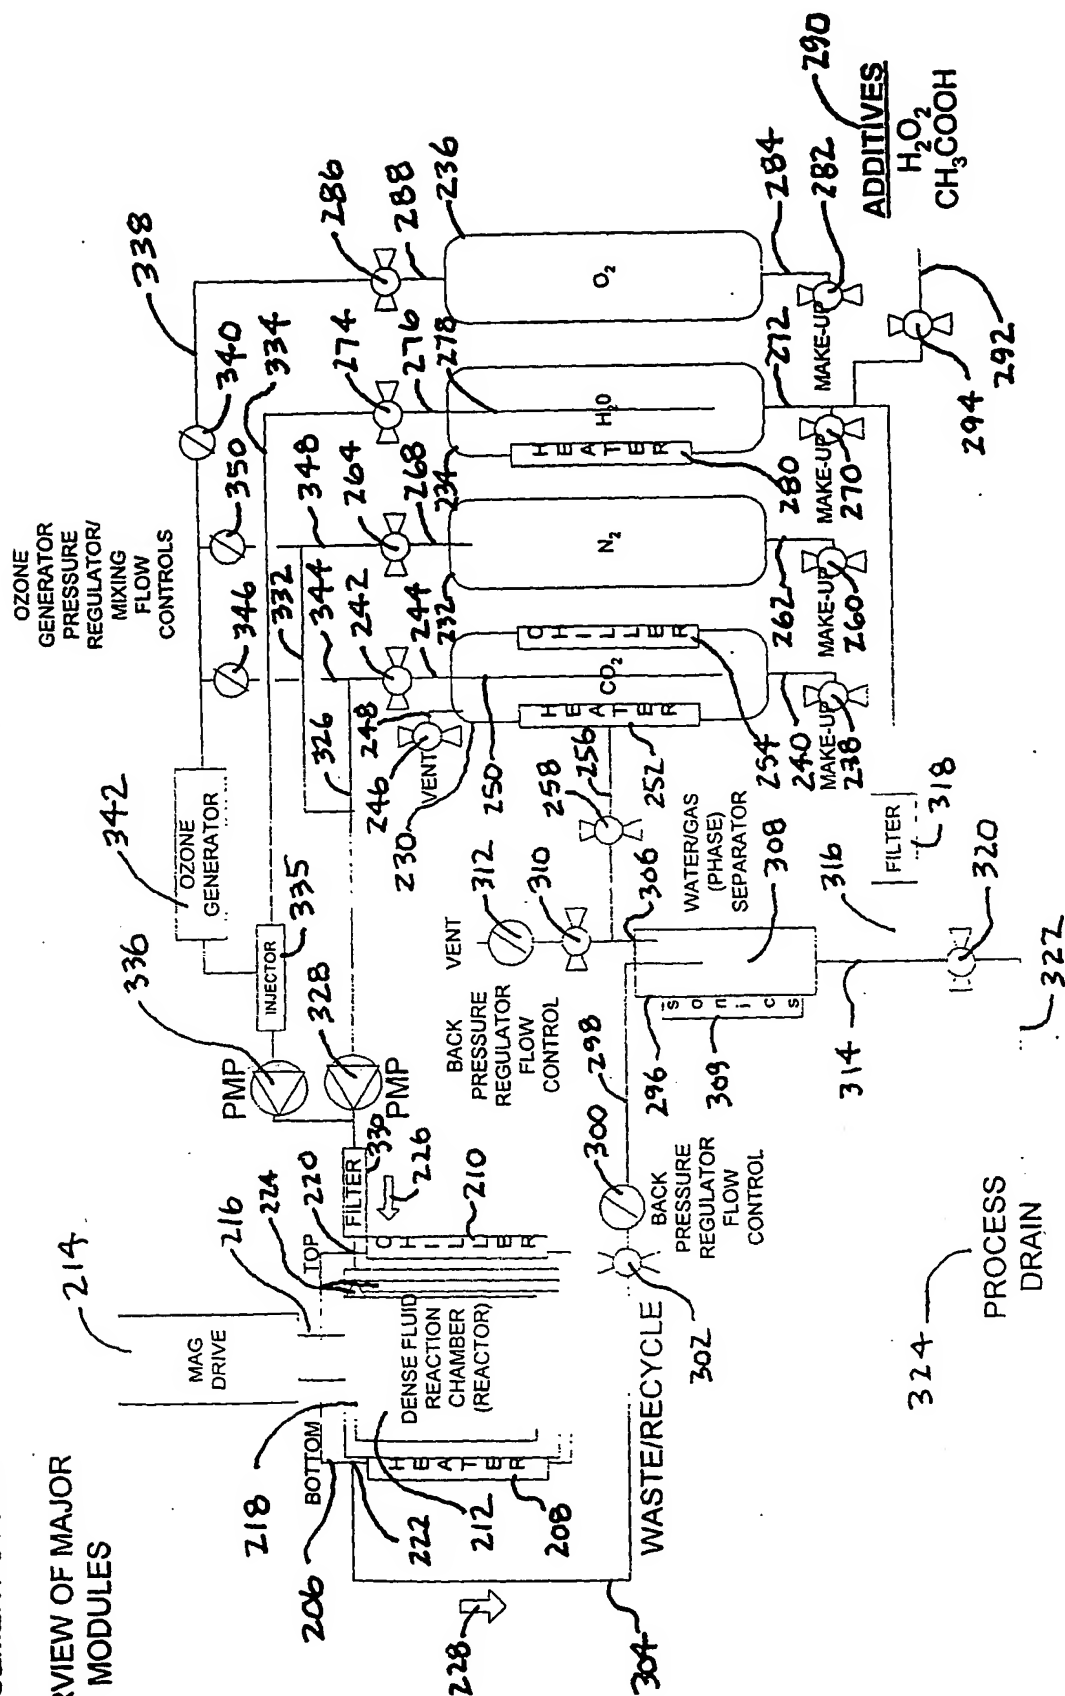 RVIEW OF MAJOR
MODULES
214
MAG
DRIVE
216
224
220
TOP
FILTER
330
226
CHILLER
210
218
206
BOTTOM
222
212
HEATER
208
DENSE FLUID
REACTION
CHAMBER
(REACTOR)
228
304
WASTE/RECYCLE
302
300
BACK
PRESSURE
REGULATOR
FLOW
CONTROL
298
336
PMP
328
PMP
INJECTOR
335
342
OZONE
GENERATOR
OZONE
GENERATOR
PRESSURE
REGULATOR/
MIXING
FLOW
CONTROLS
338
340
334
350
346
348
332
344
326
286
288
236
O2
274
276
278
H2O
HEATER
234
280
264
268
N2
232
242
244
246
248
VENT
230
250
CO2
CHILLER
HEATER
252
254
256
258
VENT
312
310
BACK
PRESSURE
REGULATOR
FLOW
CONTROL
306
WATER/GAS
(PHASE)
SEPARATOR
308
sonics
296
309
314
316
FILTER
318
320
322
324
PROCESS
DRAIN
240
MAKE-UP
238
262
MAKE-UP
260
272
MAKE-UP
270
284
MAKE-UP
282
294
292
290
ADDITIVES
H2O2
CH3COOH